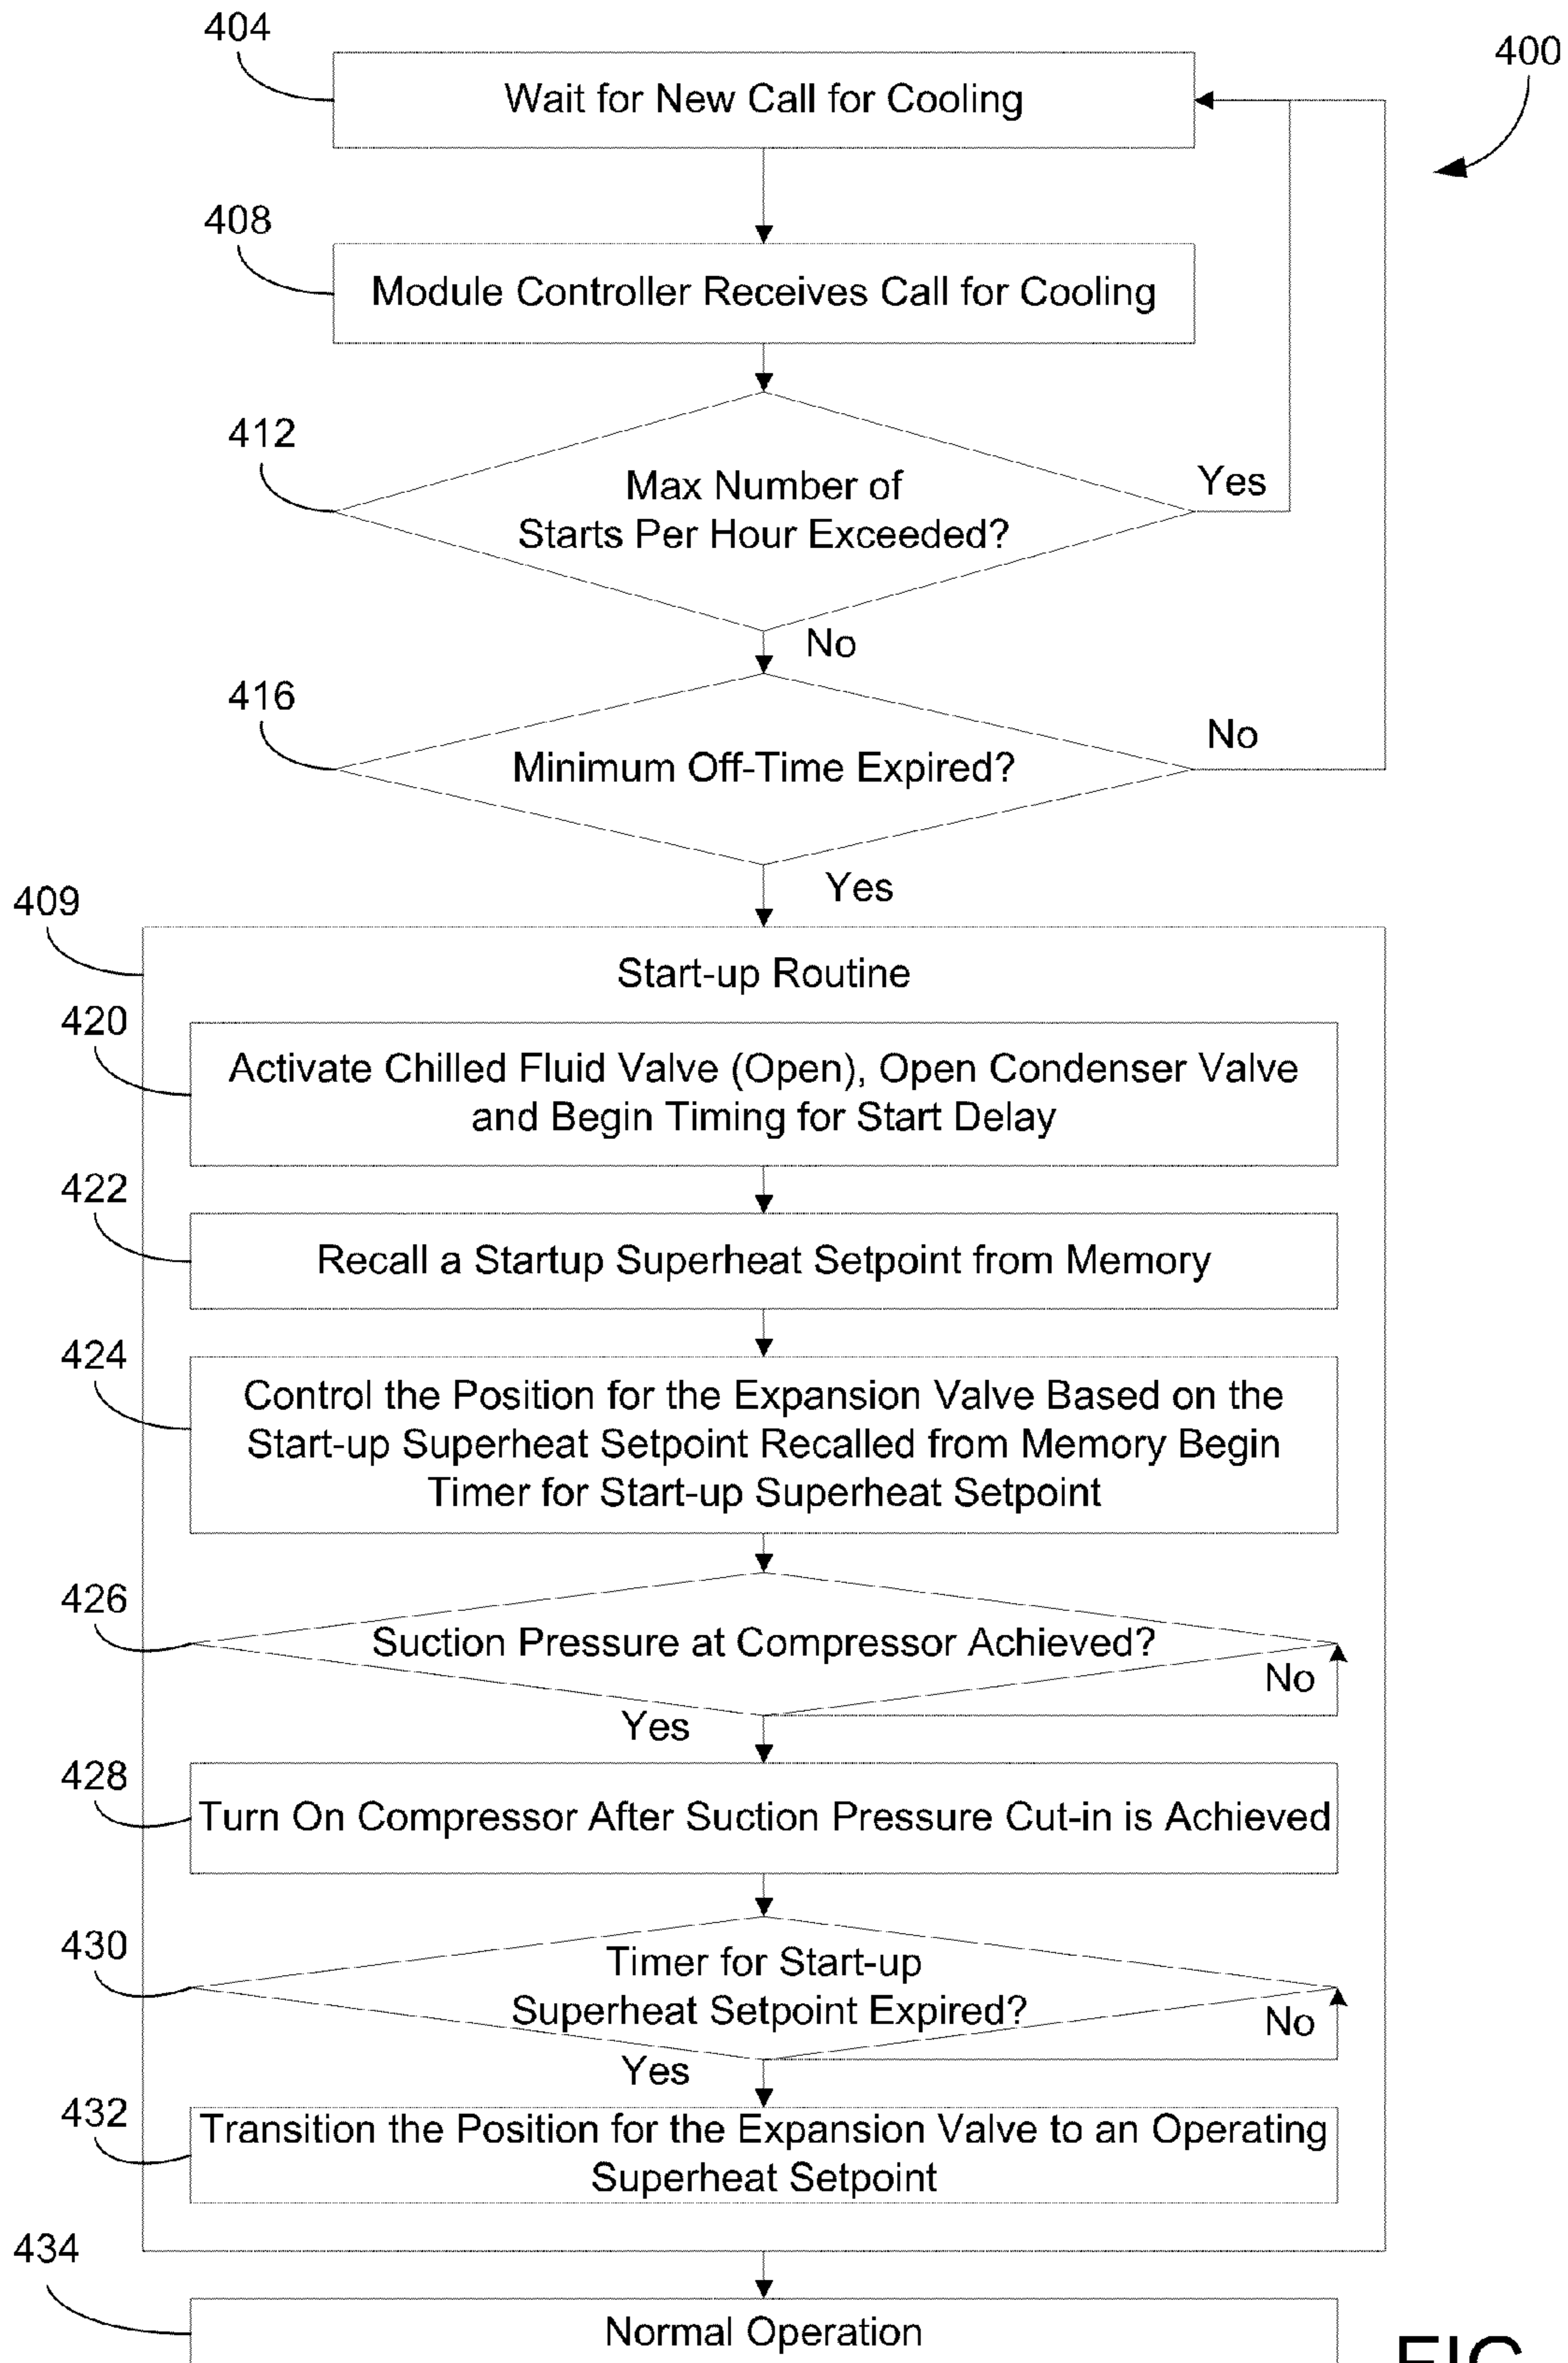 404
400
Wait for New Call for Cooling
408
Module Controller Receives Call for Cooling
412
Max Number of
Starts Per Hour Exceeded?
Yes
No
416
Minimum Off-Time Expired?
No
Yes
409
Start-up Routine
420
Activate Chilled Fluid Valve (Open), Open Condenser Valve
and Begin Timing for Start Delay
422
Recall a Startup Superheat Setpoint from Memory
424
Control the Position for the Expansion Valve Based on the
Start-up Superheat Setpoint Recalled from Memory Begin
Timer for Start-up Superheat Setpoint
426
Suction Pressure at Compressor Achieved?
No
Yes
428
Turn On Compressor After Suction Pressure Cut-in is Achieved
430
Timer for Start-up
Superheat Setpoint Expired?
No
Yes
432
Transition the Position for the Expansion Valve to an Operating
Superheat Setpoint
434
Normal Operation